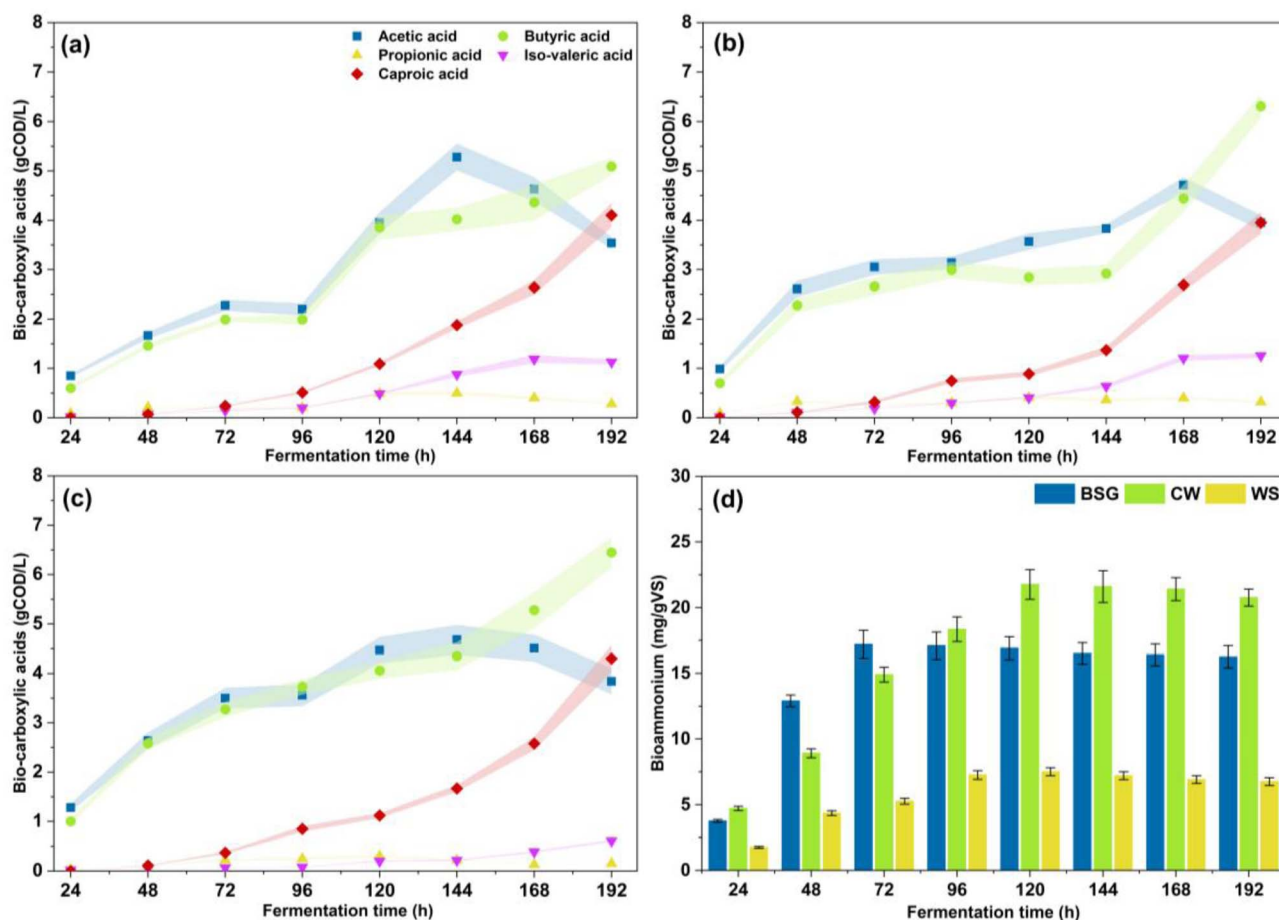 (a)
Acetic acid
Butyric acid
Propionic acid
Iso-valeric acid
Caproic acid
Bio-carboxylic acids (gCOD/L)
8
7
6
5
4
3
2
1
0
24 48 72 96 120 144 168 192
Fermentation time (h)
(b)
Bio-carboxylic acids (gCOD/L)
8
7
6
5
4
3
2
1
0
24 48 72 96 120 144 168 192
Fermentation time (h)
(c)
Bio-carboxylic acids (gCOD/L)
8
7
6
5
4
3
2
1
0
24 48 72 96 120 144 168 192
Fermentation time (h)
(d)
BSG CW WS
Bioammonium (mg/gVS)
30
25
20
15
10
5
0
24 48 72 96 120 144 168 192
Fermentation time (h)